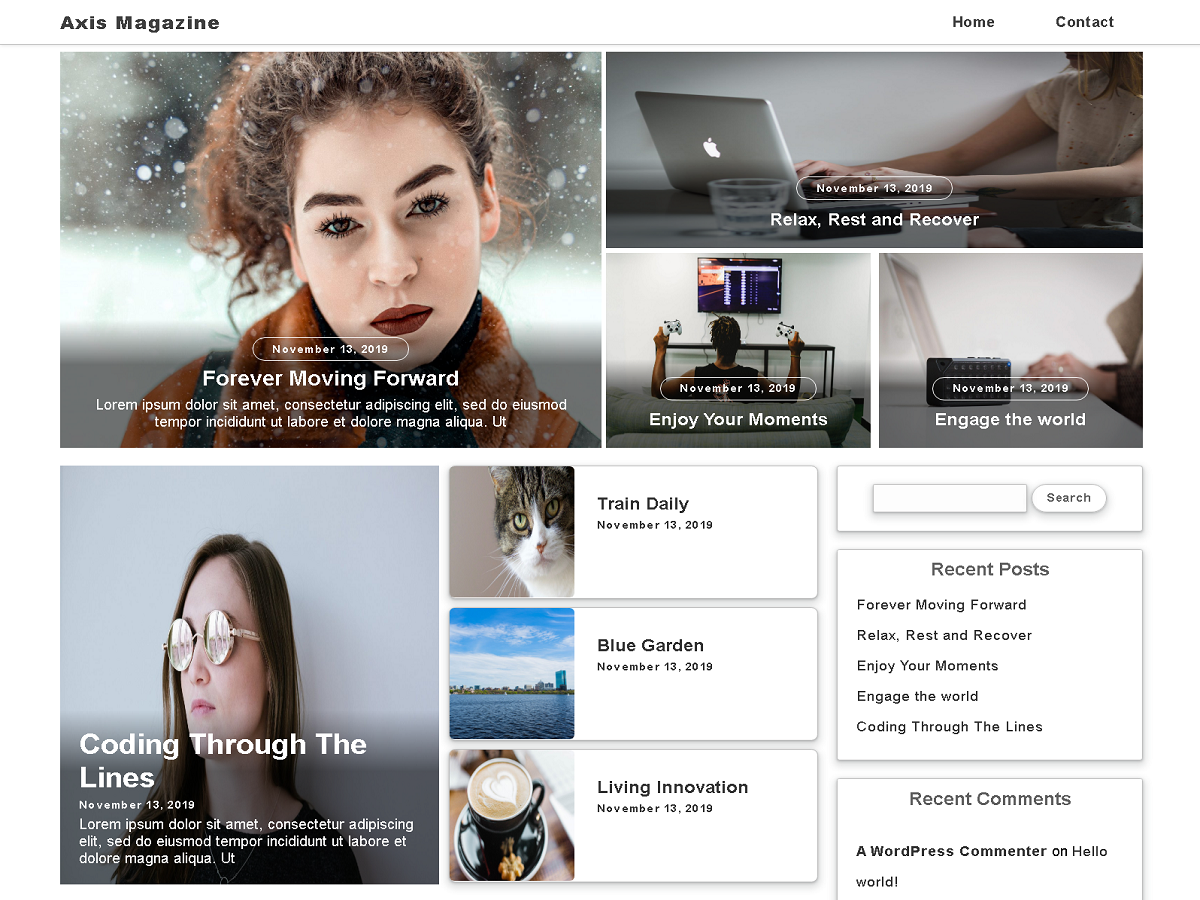 Axis Magazine
Home
Contact
November 13, 2019
Forever Moving Forward
Lorem ipsum dolor sit amet, consectetur adipiscing elit, sed do eiusmod
tempor incididunt ut labore et dolore magna aliqua. Ut
November 13, 2019
Relax, Rest and Recover
November 13, 2019
Enjoy Your Moments
November 13, 2019
Engage the world
Coding Through The
Lines
November 13, 2019
Lorem ipsum dolor sit amet, consectetur adipiscing
elit, sed do eiusmod tempor incididunt ut labore et
dolore magna aliqua. Ut
Train Daily
November 13, 2019
Blue Garden
November 13, 2019
Living Innovation
November 13, 2019
Search
Recent Posts
Forever Moving Forward
Relax, Rest and Recover
Enjoy Your Moments
Engage the world
Coding Through The Lines
Recent Comments
A WordPress Commenter on Hello
world!